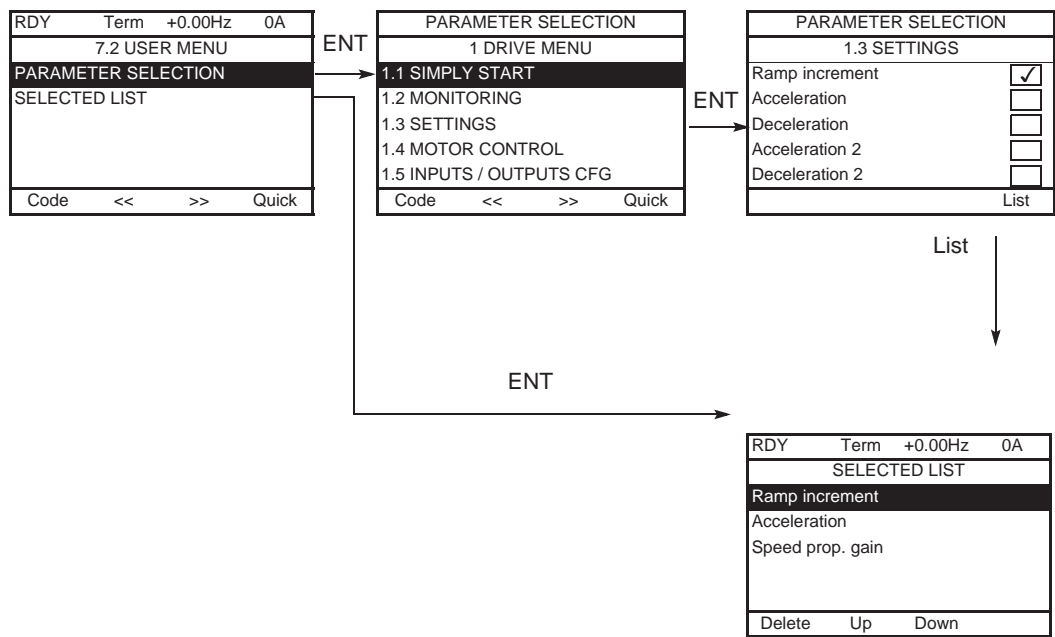 RDY Term +0.00Hz 0A
7.2 USER MENU
PARAMETER SELECTION
SELECTED LIST
Code << >> Quick
ENT
PARAMETER SELECTION
1 DRIVE MENU
1.1 SIMPLY START
1.2 MONITORING
1.3 SETTINGS
1.4 MOTOR CONTROL
1.5 INPUTS / OUTPUTS CFG
Code << >> Quick
ENT
PARAMETER SELECTION
1.3 SETTINGS
Ramp increment
Acceleration
Deceleration
Acceleration 2
Deceleration 2
List
List
ENT
RDY Term +0.00Hz 0A
SELECTED LIST
Ramp increment
Acceleration
Speed prop. gain
Delete Up Down